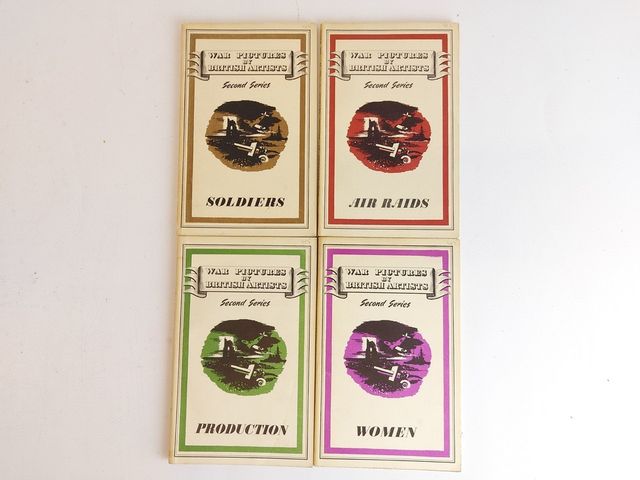 WAR PICTURES
BY
BRITISH ARTISTS
Second Series
SOLDIERS
WAR PICTURES
BY
BRITISH ARTISTS
Second Series
AIR RAIDS
WAR PICTURES
BY
BRITISH ARTISTS
Second Series
PRODUCTION
WAR PICTURES
BY
BRITISH ARTISTS
Second Series
WOMEN